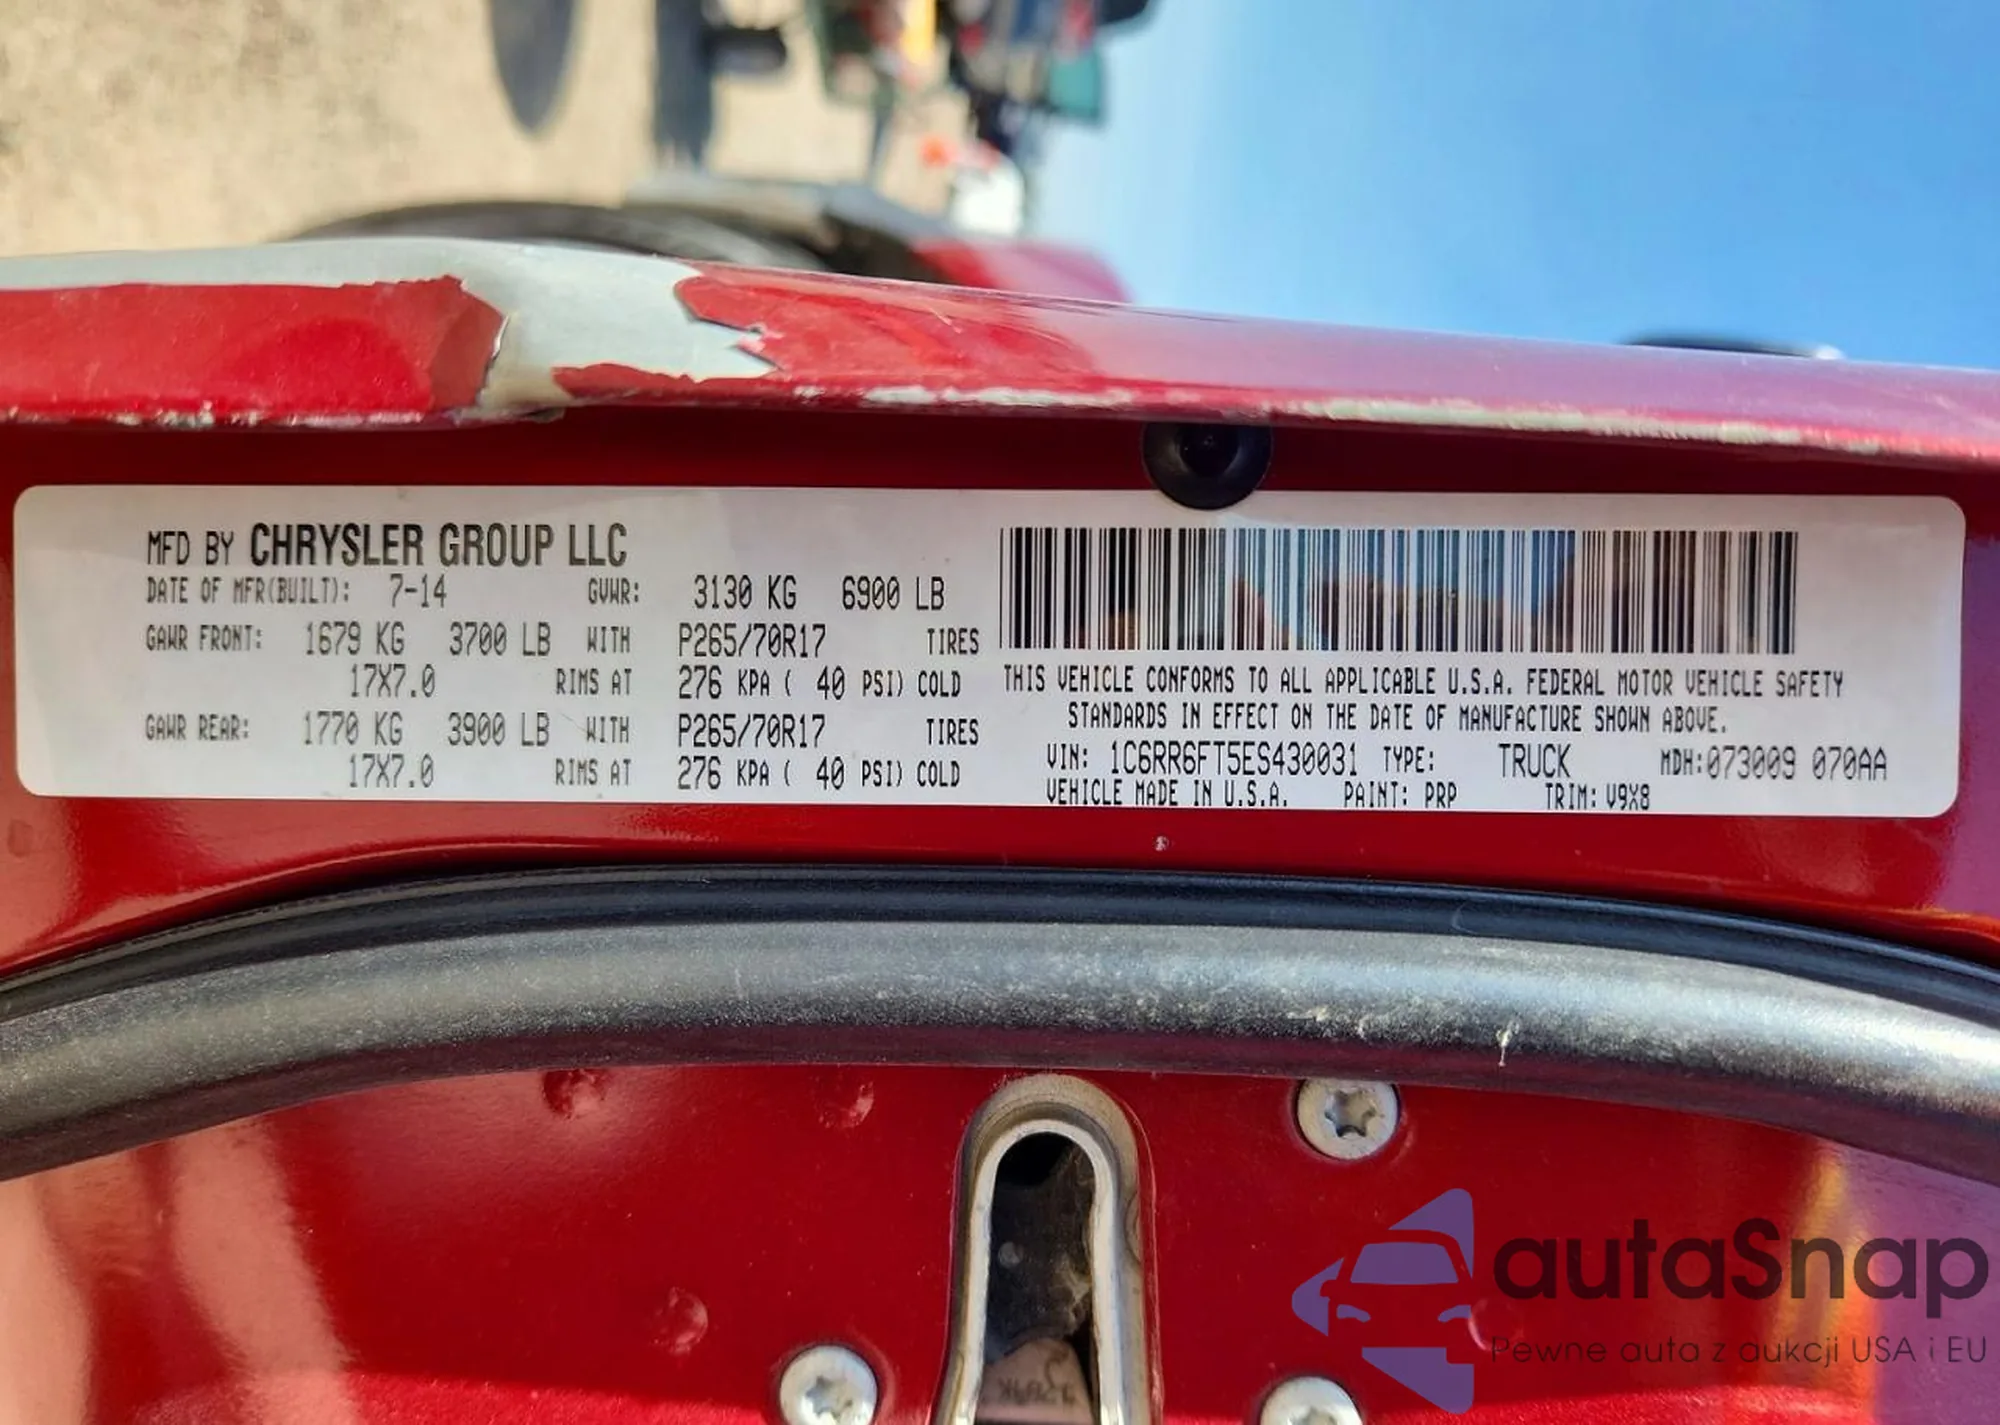 MFD BY CHRYSLER GROUP LLC
DATE OF MFR(BUILT): 7-14 GVWR: 3130 KG 6900 LB
GAWR FRONT: 1679 KG 3700 LB WITH P265/70R17 TIRES
17X7.0 RIMS AT 276 KPA ( 40 PSI) COLD
GAWR REAR: 1770 KG 3900 LB WITH P265/70R17 TIRES
17X7.0 RIMS AT 276 KPA ( 40 PSI) COLD
THIS VEHICLE CONFORMS TO ALL APPLICABLE U.S.A. FEDERAL MOTOR VEHICLE SAFETY
STANDARDS IN EFFECT ON THE DATE OF MANUFACTURE SHOWN ABOVE.
VIN: 1C6RR6FT5ES430031 TYPE: TRUCK MDH:073009 070AA
VEHICLE MADE IN U.S.A. PAINT: PRP TRIM: V9X8
autaSnap
Pewne auta z aukcji USA i EU